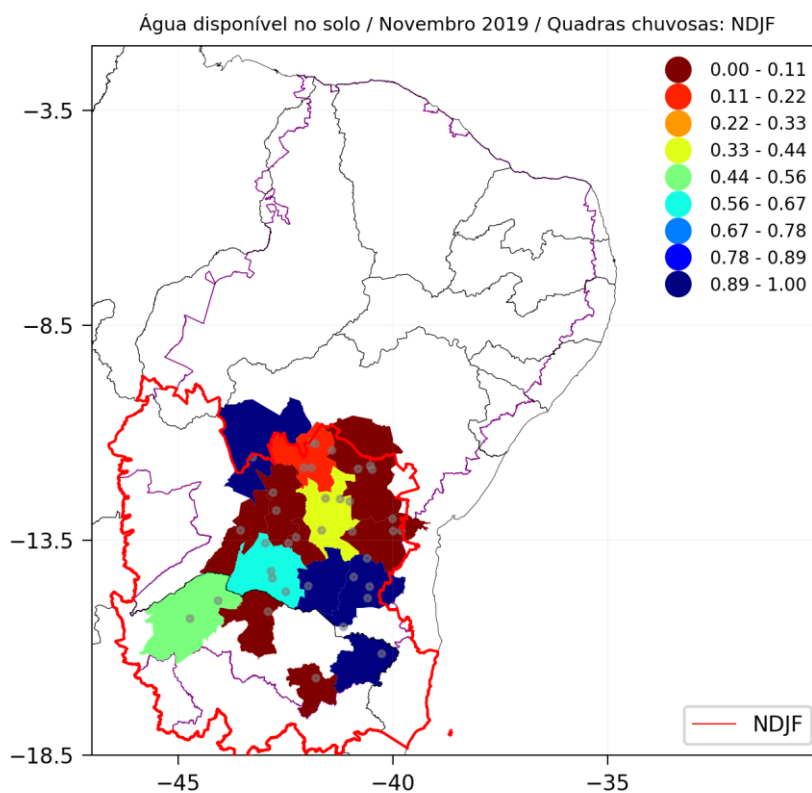 Água disponível no solo / Novembro 2019 / Quadras chuvosas: NDJF
0.00 - 0.11
0.11 - 0.22
0.22 - 0.33
0.33 - 0.44
0.44 - 0.56
0.56 - 0.67
0.67 - 0.78
0.78 - 0.89
0.89 - 1.00
−3.5
−8.5
−13.5
−18.5
NDJF
−45
−40
−35